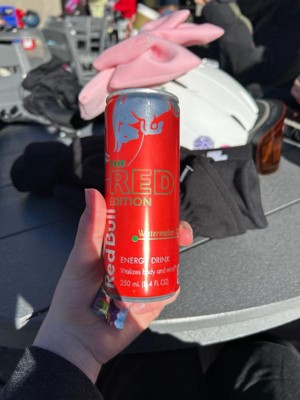 THE
RED
EDITION
Watermelon
ENERGY DRINK
Vitalizes body and mind
250 mL (8.4 FL OZ)
Red Bull